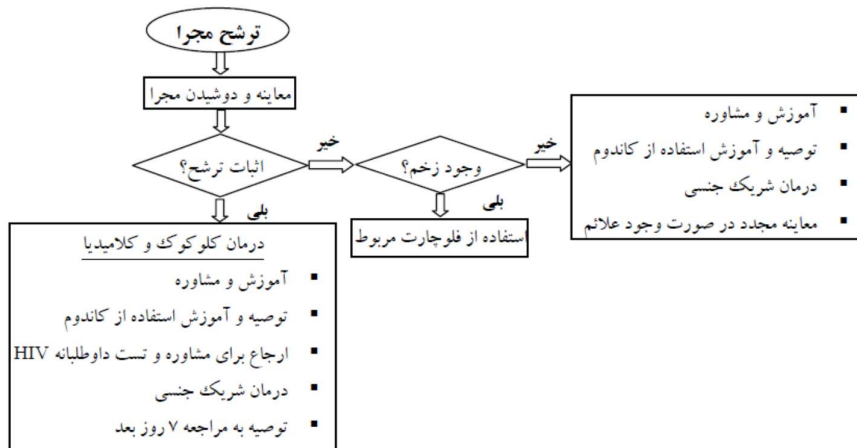 ترشح مجرا
معاینه و دوشیدن مجرا
اثبات ترشح؟
خیر
وجود زخم؟
خیر
▪ آموزش و مشاوره
▪ توصیه و آموزش استفاده از کاندوم
▪ درمان شریک جنسی
▪ معاینه مجدد در صورت وجود علائم
بلی
استفاده از فلوچارت مربوط
بلی
درمان گلوکوک و کلامیدیا
▪ آموزش و مشاوره
▪ توصیه و آموزش استفاده از کاندوم
▪ ارجاع برای مشاوره و تست داوطلبانه HIV
▪ درمان شریک جنسی
▪ توصیه به مراجعه ۷ روز بعد